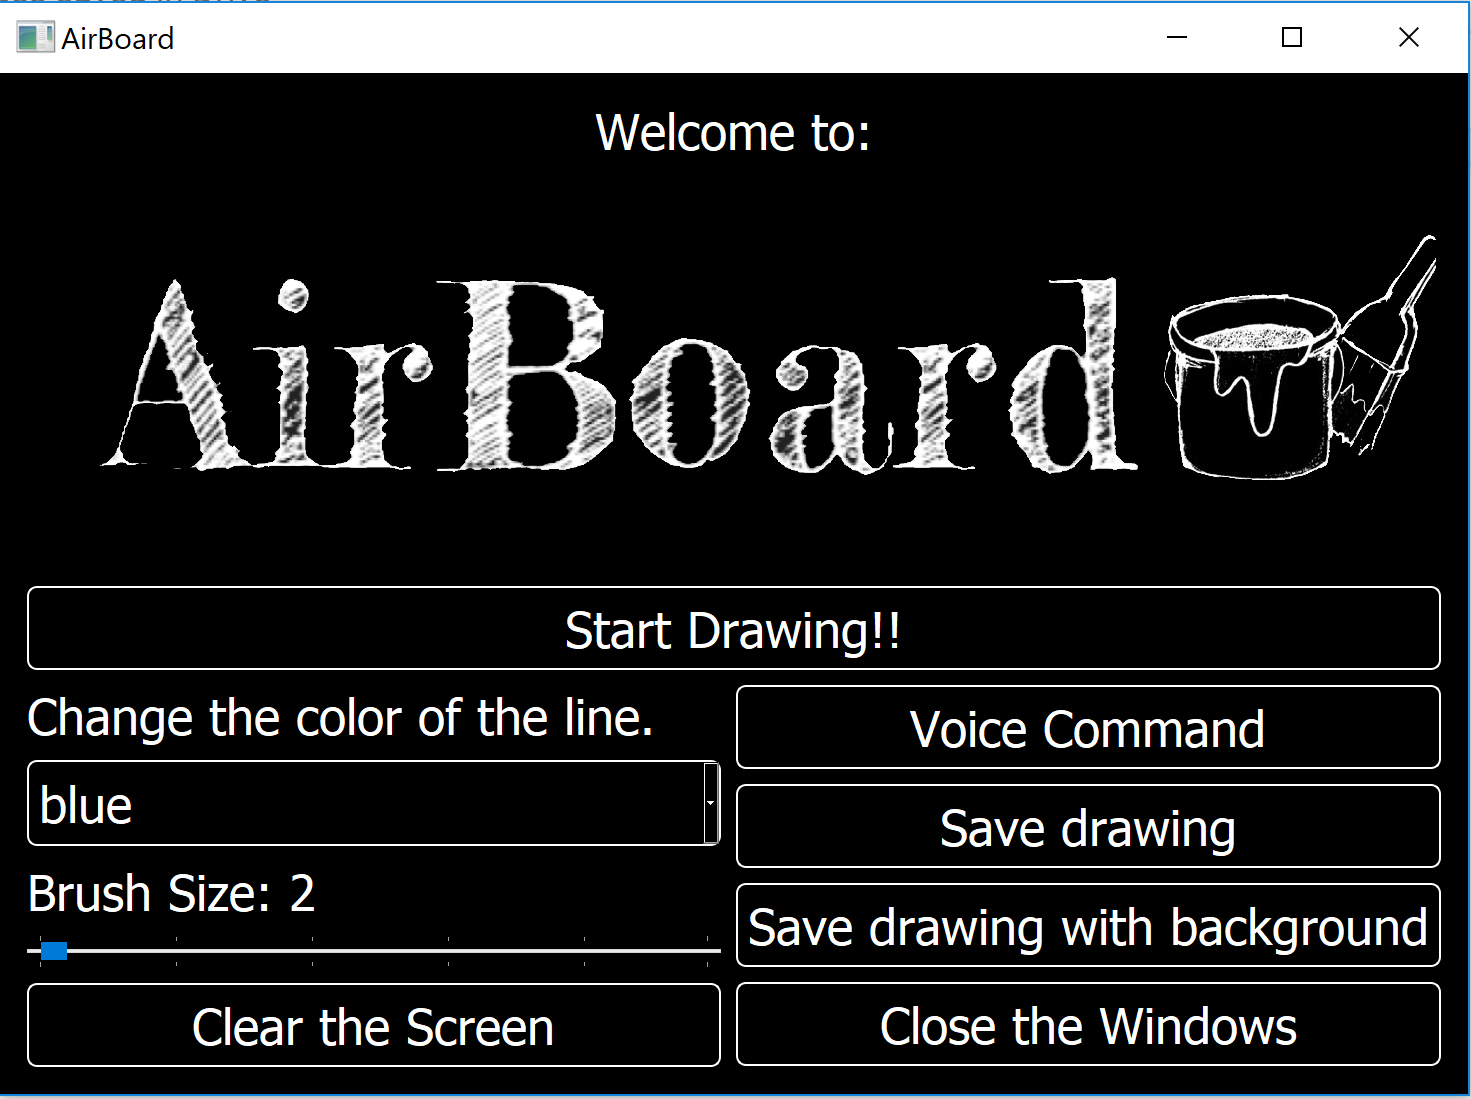 AirBoard
Welcome to:
AirBoard
Start Drawing!!
Change the color of the line.
blue
Brush Size: 2
Clear the Screen
Voice Command
Save drawing
Save drawing with background
Close the Windows